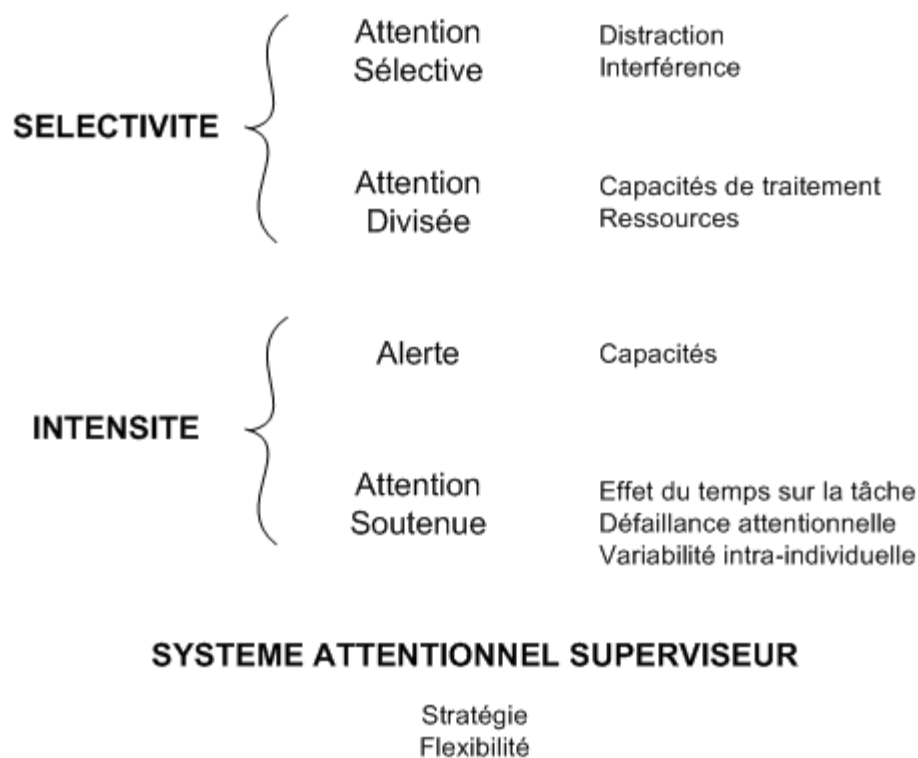 Attention
Sélective
Distraction
Interférence
SELECTIVITE
Attention
Divisée
Capacités de traitement
Ressources
Alerte
Capacités
INTENSITE
Attention
Soutenue
Effet du temps sur la tâche
Défaillance attentionnelle
Variabilité intra-individuelle
SYSTEME ATTENTIONNEL SUPERVISEUR
Stratégie
Flexibilité